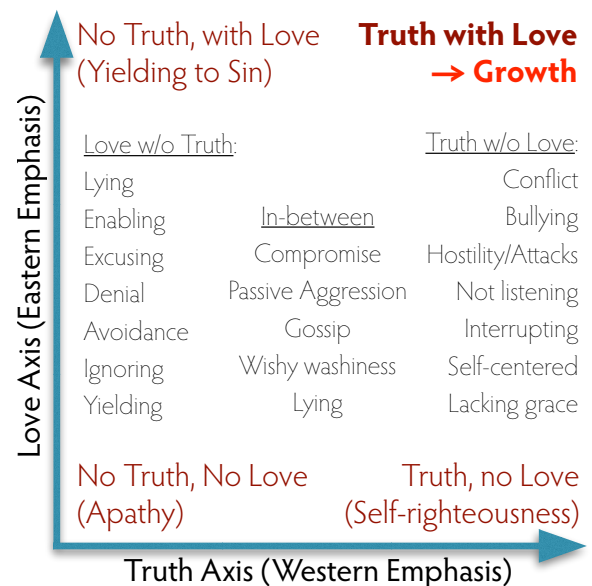 No Truth, with Love
(Yielding to Sin)
Truth with Love
→ Growth
Love Axis (Eastern Emphasis)
Love w/o Truth:
Lying
Enabling
Excusing
Denial
Avoidance
Ignoring
Yielding
In-between
Compromise
Passive Aggression
Gossip
Wishy washiness
Lying
Truth w/o Love:
Conflict
Bullying
Hostility/Attacks
Not listening
Interrupting
Self-centered
Lacking grace
No Truth, No Love
(Apathy)
Truth, no Love
(Self-righteousness)
Truth Axis (Western Emphasis)